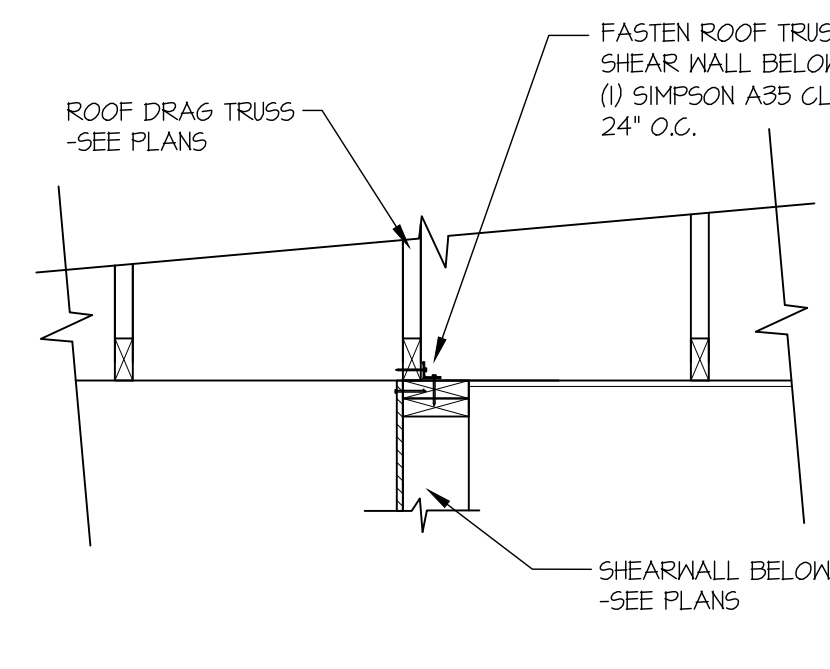 FASTEN ROOF TRUS
SHEAR WALL BELOW
(1) SIMPSON A35 CL
24" O.C.
ROOF DRAG TRUSS
-SEE PLANS
SHEARWALL BELOW
-SEE PLANS